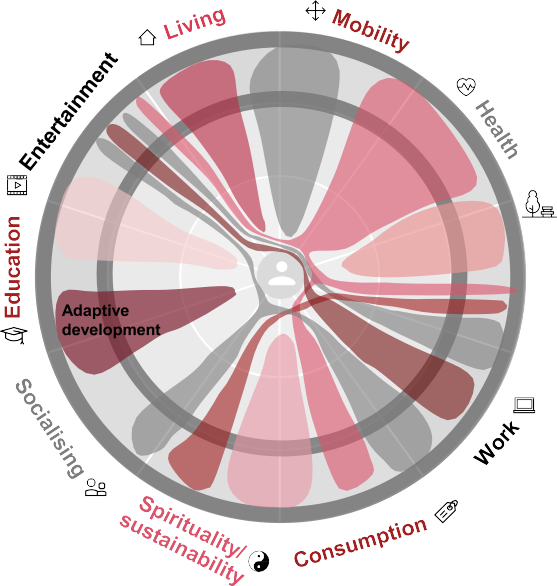 Living
Mobility
Health
Work
Consumption
Spirituality/
sustainability
Socialising
Education
Entertainment
Adaptive
development